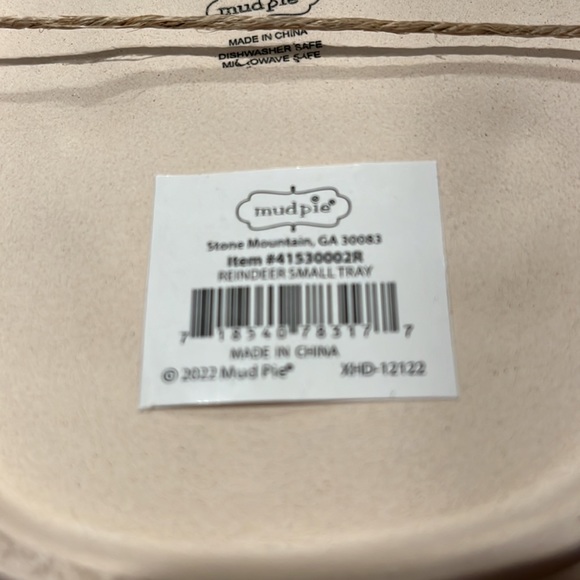 mud pie
MADE IN CHINA
DISHWASHER SAFE
MICROWAVE SAFE
mud pie®
Stone Mountain, GA 30083
Item #41530002R
REINDEER SMALL TRAY
7 18540 78317 7
MADE IN CHINA
© 2022 Mud Pie® XHD-12122